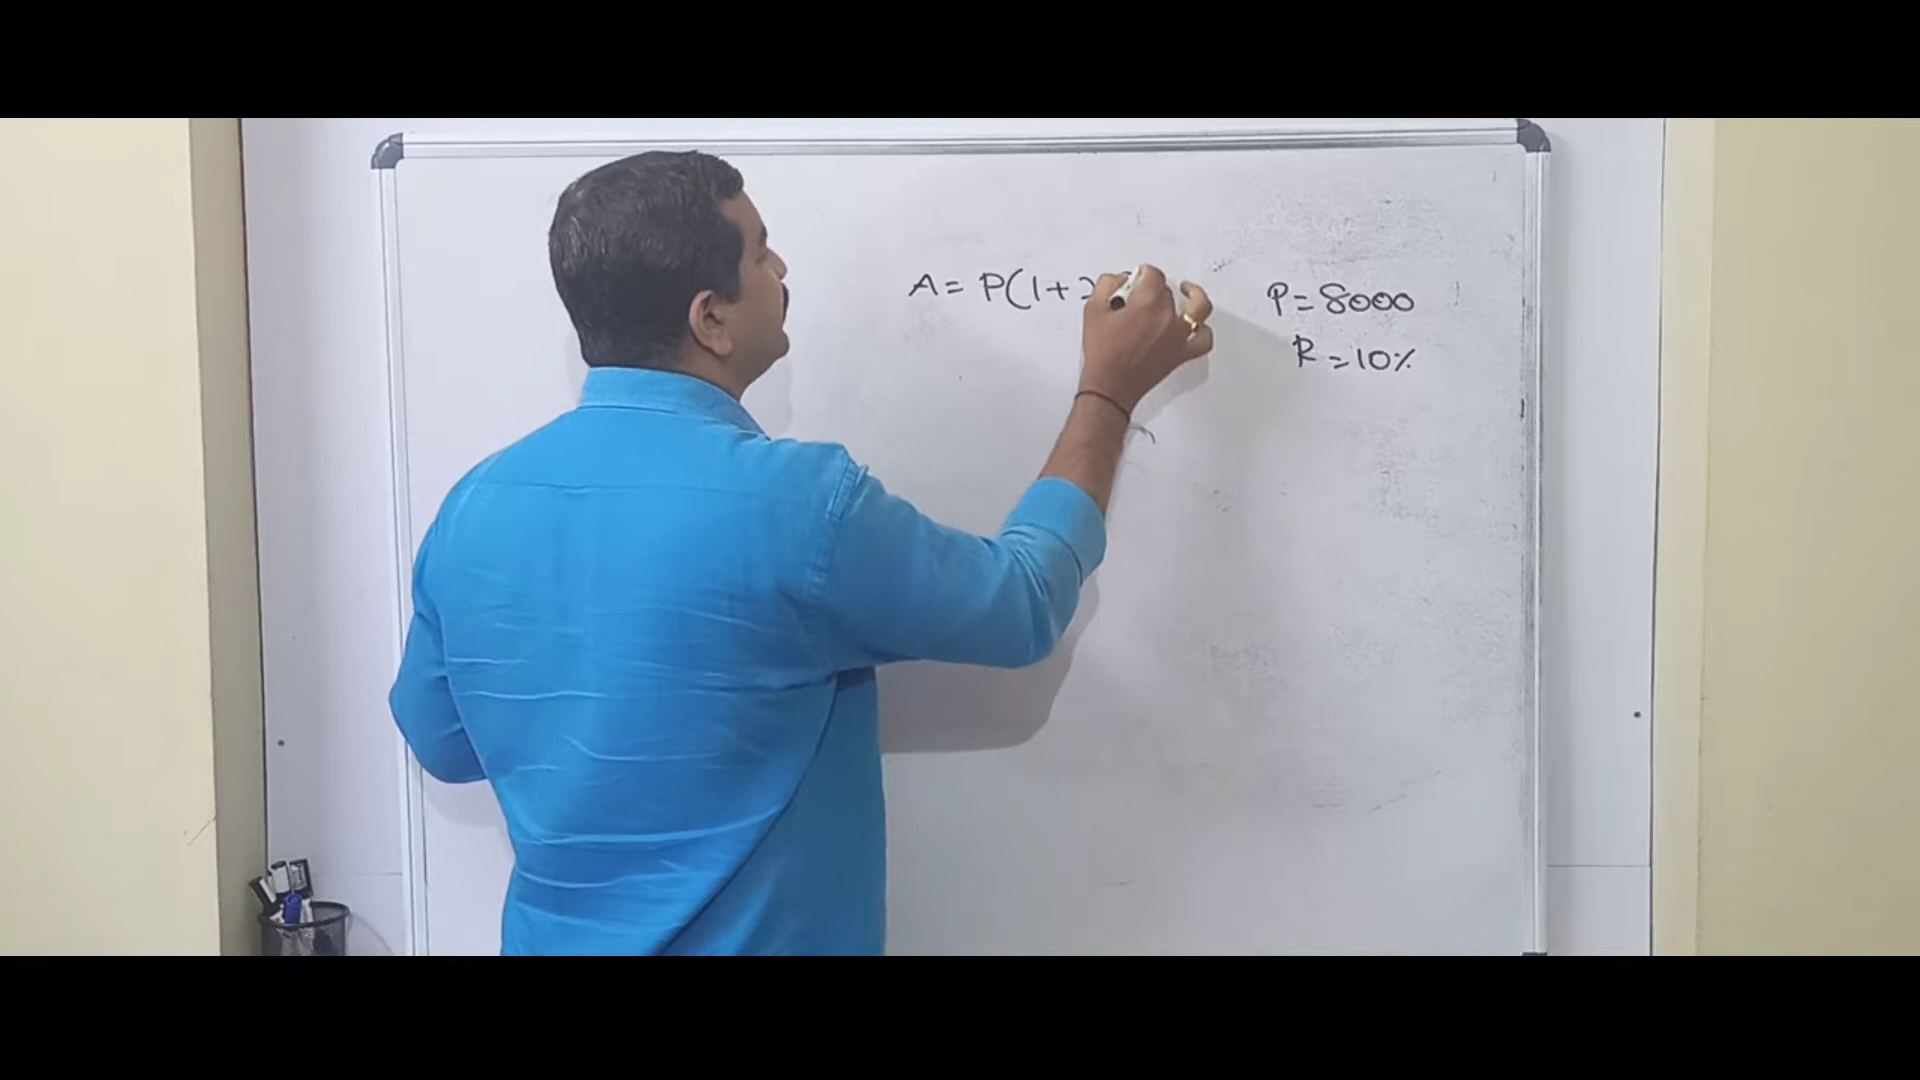 A = P(1+
P = 8000
R = 10%